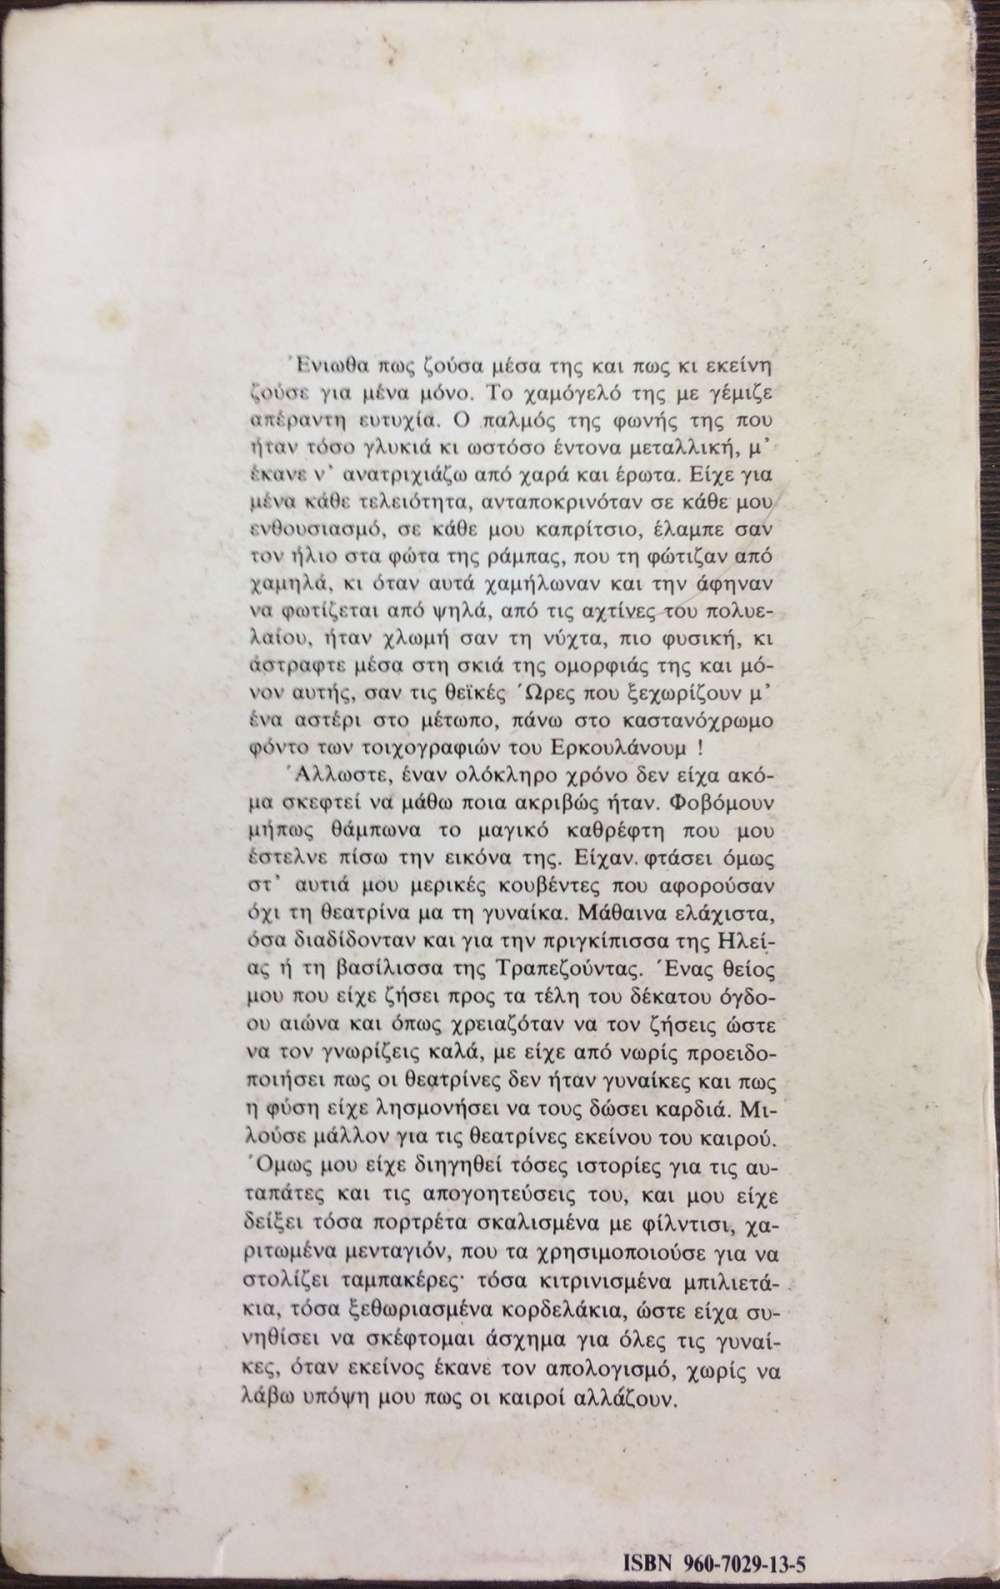 Ένιωθα πως ζούσα μέσα της και πως κι εκείνη
ζούσε για μένα μόνο. Το χαμόγελό της με γέμιζε
απέραντη ευτυχία. Ο παλμός της φωνής της που
ήταν τόσο γλυκιά κι ωστόσο έντονα μεταλλική, μ'
έκανε ν' ανατριχιάζω από χαρά και έρωτα. Είχε για
μένα κάθε τελειότητα, ανταποκρινόταν σε κάθε μου
ενθουσιασμό, σε κάθε μου καπρίτσιο, έλαμπε σαν
τον ήλιο στα φώτα της ράμπας, που τη φώτιζαν από
χαμηλά, κι όταν αυτά χαμήλωναν και την άφηναν
να φωτίζεται από ψηλά, από τις αχτίνες του πολυε-
λαίου, ήταν χλωμή σαν τη νύχτα, πιο φυσική, κι
άστραφτε μέσα στη σκιά της ομορφιάς της και μό-
νον αυτής, σαν τις θεϊκές Ώρες που ξεχωρίζουν μ'
ένα αστέρι στο μέτωπο, πάνω στο καστανόχρωμο
φόντο των τοιχογραφιών του Ερκουλάνουμ !
Άλλωστε, έναν ολόκληρο χρόνο δεν είχα ακό-
μα σκεφτεί να μάθω ποια ακριβώς ήταν. Φοβόμουν
μήπως θάμπωνα το μαγικό καθρέφτη που μου
έστελνε πίσω την εικόνα της. Είχαν. φτάσει όμως
στ' αυτιά μου μερικές κουβέντες που αφορούσαν
όχι τη θεατρίνα μα τη γυναίκα. Μάθαινα ελάχιστα,
όσα διαδίδονταν και για την πριγκίπισσα της Ηλεί-
ας ή τη βασίλισσα της Τραπεζούντας. Ένας θείος
μου που είχε ζήσει προς τα τέλη του δέκατου όγδο-
ου αιώνα και όπως χρειαζόταν να τον ζήσεις ώστε
να τον γνωρίζεις καλά, με είχε από νωρίς προειδο-
ποιήσει πως οι θεατρίνες δεν ήταν γυναίκες και πως
η φύση είχε λησμονήσει να τους δώσει καρδιά. Μι-
λούσε μάλλον για τις θεατρίνες εκείνου του καιρού.
Όμως μου είχε διηγηθεί τόσες ιστορίες για τις αυ-
ταπάτες και τις απογοητεύσεις του, και μου είχε
δείξει τόσα πορτρέτα σκαλισμένα με φίλντισι, χα-
ριτωμένα μενταγιόν, που τα χρησιμοποιούσε για να
στολίζει ταμπακέρες· τόσα κιτρινισμένα μπιλιετά-
κια, τόσα ξεθωριασμένα κορδελάκια, ώστε είχα συ-
νηθίσει να σκέφτομαι άσχημα για όλες τις γυναί-
κες, όταν εκείνος έκανε τον απολογισμό, χωρίς να
λάβω υπόψη μου πως οι καιροί αλλάζουν.
ISBN 960-7029-13-5